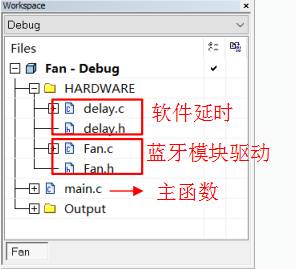 Workspace
Debug
Files
Fan - Debug
HARDWARE
delay.c
delay.h
软件延时
Fan.c
Fan.h
蓝牙模块驱动
main.c
主函数
Output
Fan